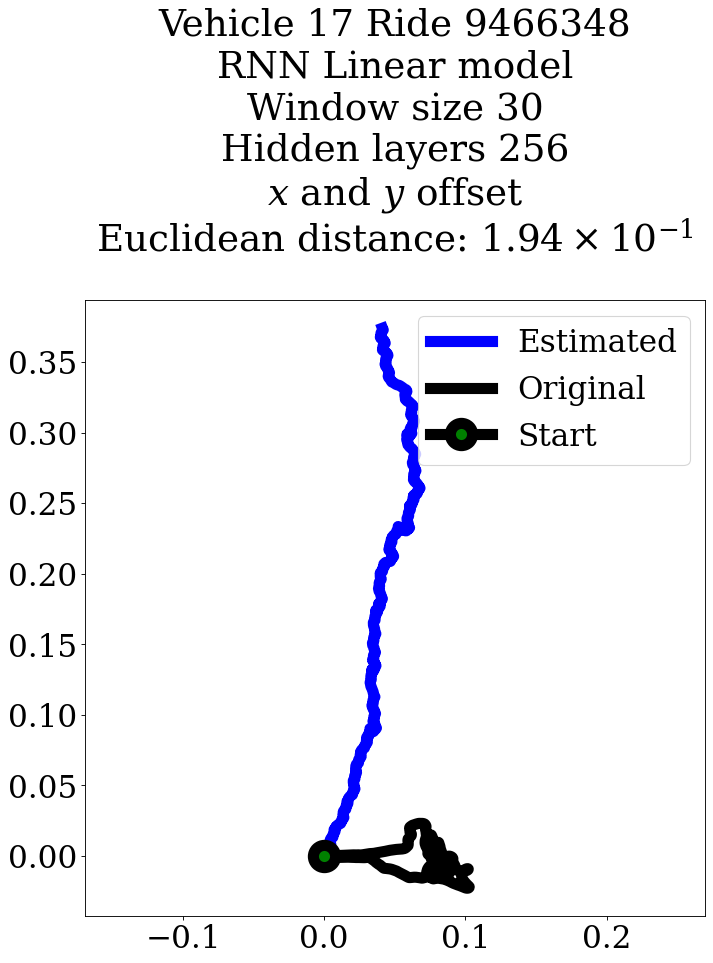 Vehicle 17 Ride 9466348
RNN Linear model
Window size 30
Hidden layers 256
x and y offset
Euclidean distance: 1.94 × 10⁻¹
Estimated
Original
Start
0.35
0.30
0.25
0.20
0.15
0.10
0.05
0.00
−0.1 0.0 0.1 0.2